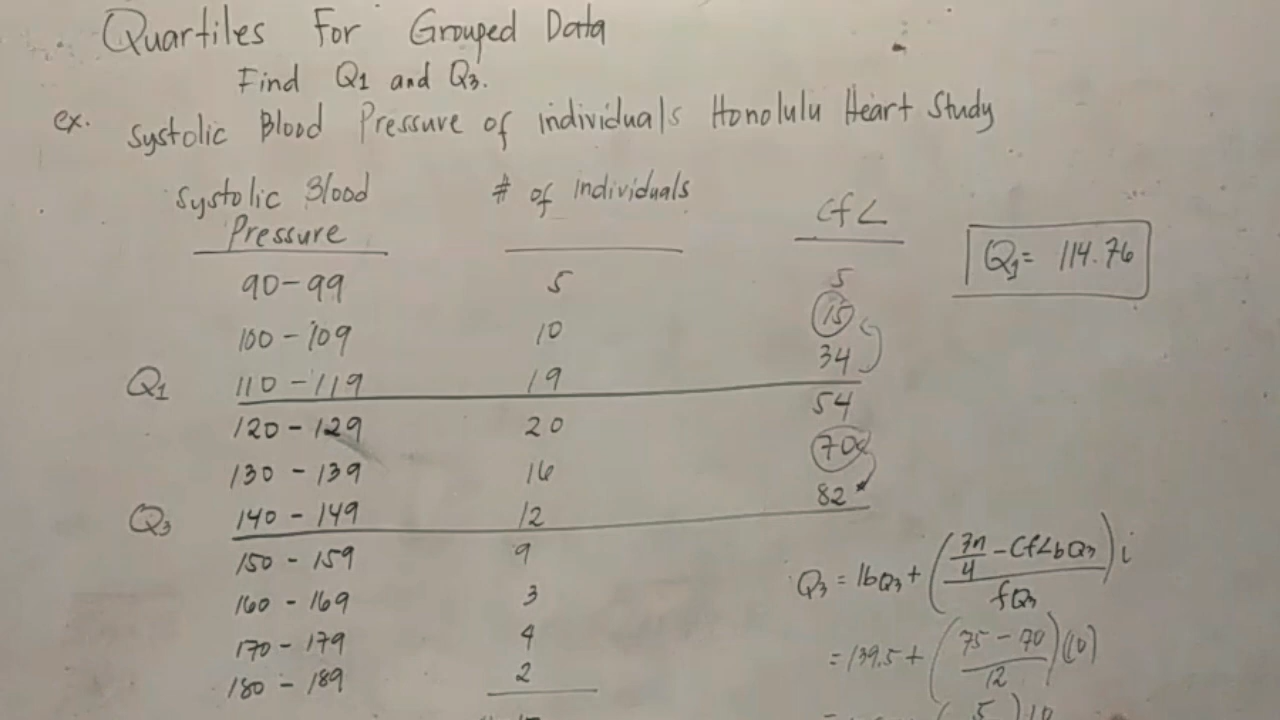 Quartiles For Grouped Data
Find Q1 and Q3.
ex. Systolic Blood Pressure of individuals Honolulu Heart Study
Systolic Blood Pressure # of individuals Cf<
Q1 = 114.76
90-99 5 5
100-109 10 15
Q1 110-119 19 34
120-129 20 54
130-139 16 70
Q3 140-149 12 82
150-159 9
160-169 3
170-179 4
180-189 2
Q3 = lbQ3 + (3n/4 - Cf<bQ3 / fQ3) i
= 139.5 + (75 - 70 / 12)(10)
( 5 ) 10